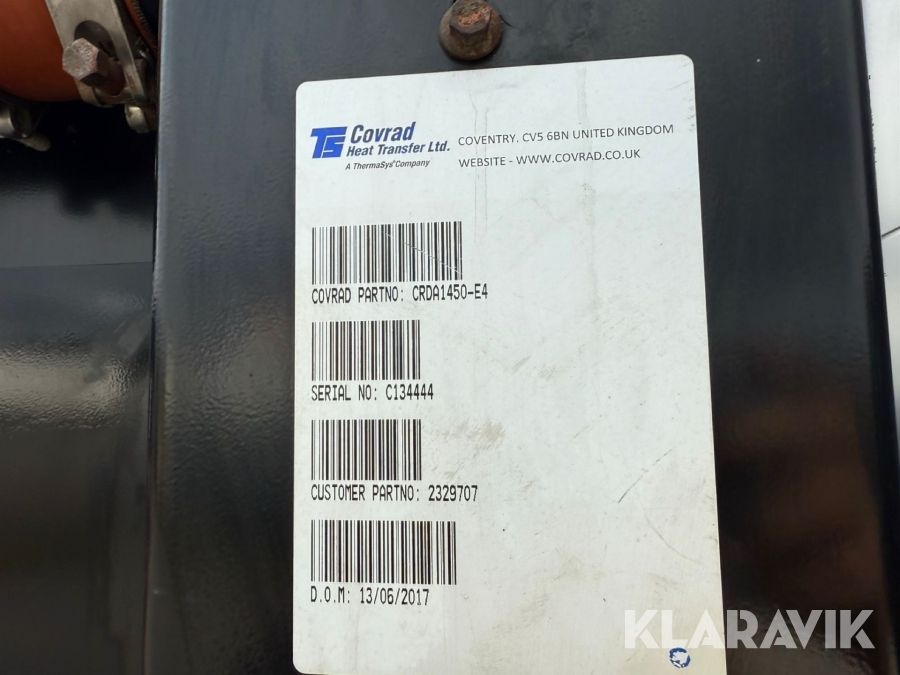 TS Covrad
Heat Transfer Ltd.
A ThermaSys® Company
COVENTRY. CV5 6BN UNITED KINGDOM
WEBSITE - WWW.COVRAD.CO.UK
COVRAD PARTNO: CRDA1450-E4
SERIAL NO: C134444
CUSTOMER PARTNO: 2329707
D.O.M: 13/06/2017
KLARAVIK